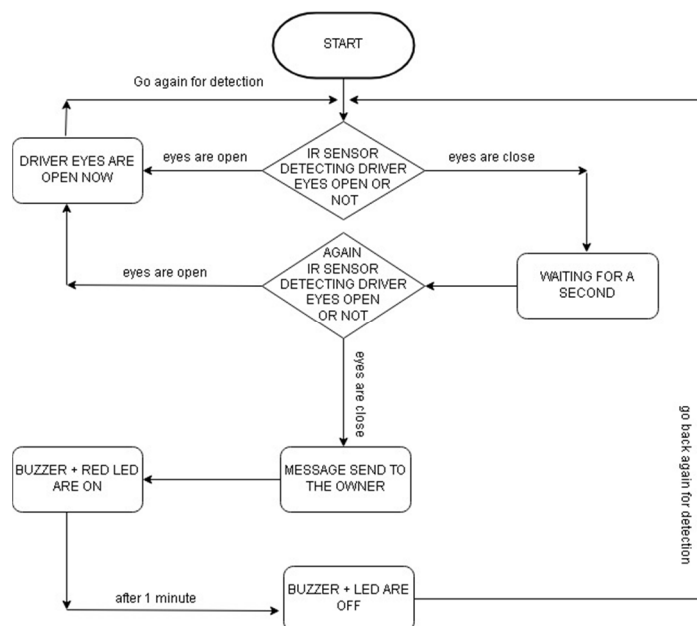 START
Go again for detection
DRIVER EYES ARE
OPEN NOW
eyes are open
IR SENSOR
DETECTING DRIVER
EYES OPEN OR
NOT
eyes are close
eyes are open
AGAIN
IR SENSOR
DETECTING DRIVER
EYES OPEN
OR NOT
WAITING FOR A
SECOND
eyes are close
go back again for detection
BUZZER + RED LED
ARE ON
MESSAGE SEND TO
THE OWNER
after 1 minute
BUZZER + LED ARE
OFF